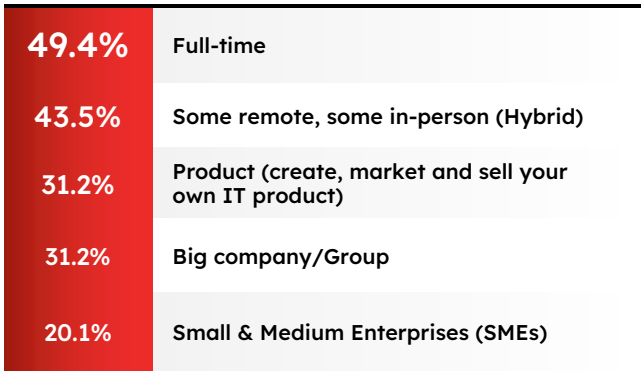 49.4% Full-time
43.5% Some remote, some in-person (Hybrid)
31.2% Product (create, market and sell your
own IT product)
31.2% Big company/Group
20.1% Small & Medium Enterprises (SMEs)